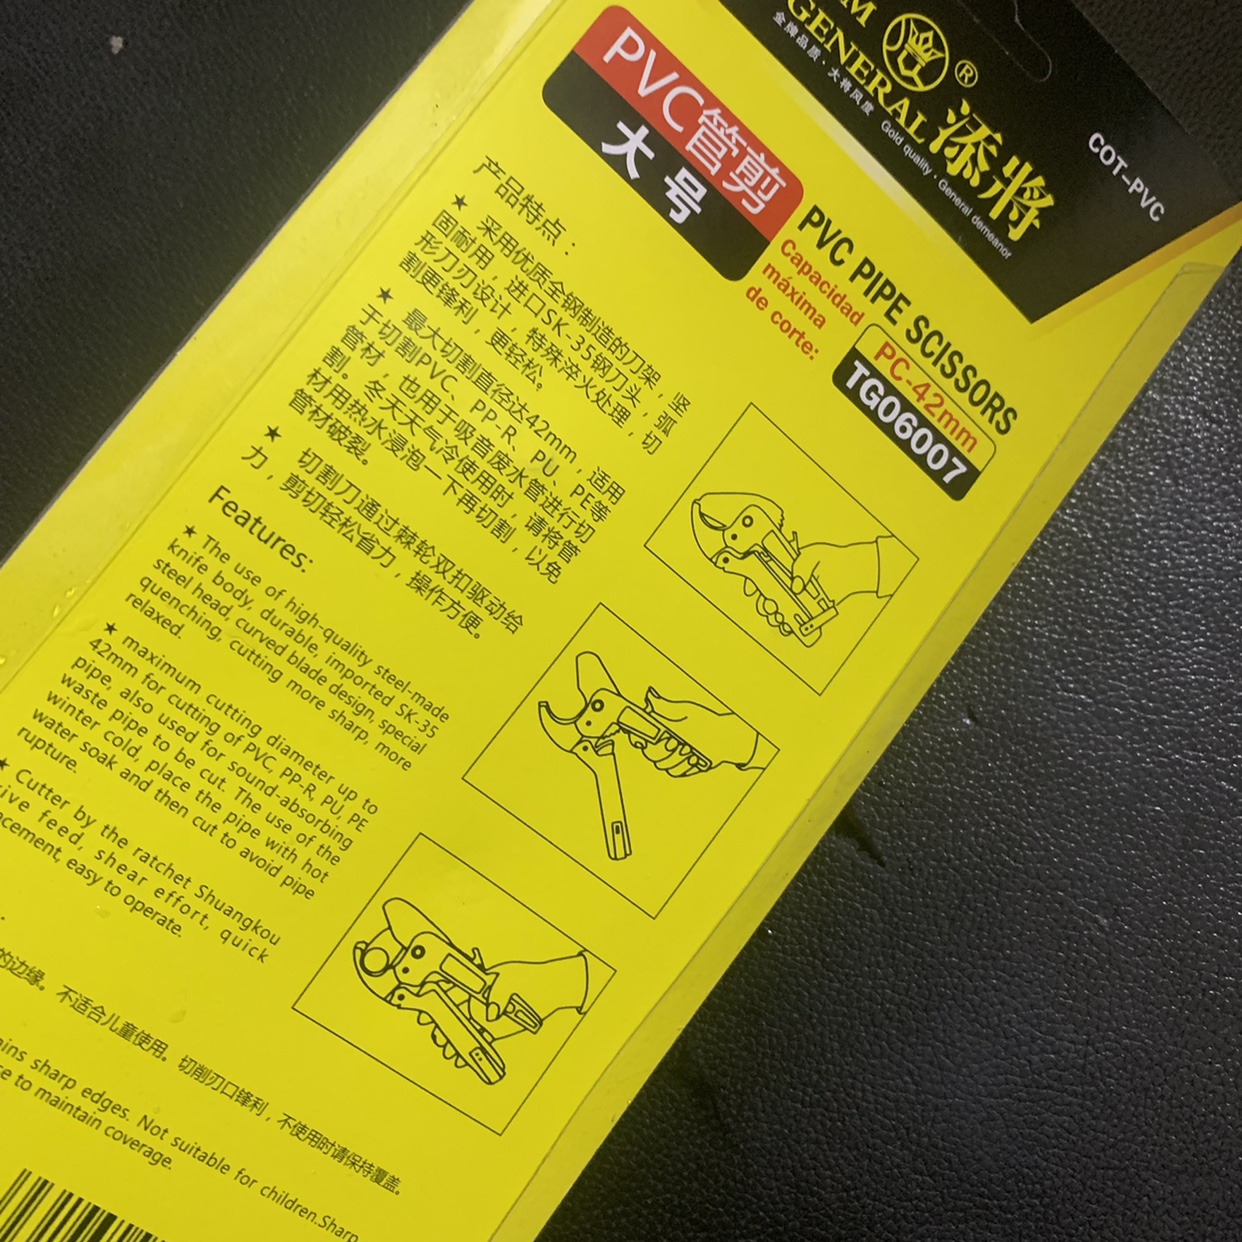 GENERAL
®
添將
金牌品质·大将风度
Gold quality · General demeanor
COT-PVC
PVC管剪
大号
PVC PIPE SCISSORS
Capacidad
máxima
de corte:
PC-42mm
TG06007
产品特点：
★ 采用优质全钢制造的刀架，坚
固耐用，进口SK-35钢刀头，弧
形刀刃设计，特殊淬火处理，切
割更锋利，更轻松。
★ 最大切割直径达42mm，适用
于切割PVC、PP-R、PU、PE等
管材，也用于吸音废水管进行切
割。冬天天气冷使用时，请将管
材用热水浸泡一下再切割，以免
管材破裂。
★ 切割刀通过棘轮双扣驱动给
力，剪切轻松省力，操作方便。
Features:
★ The use of high-quality steel-made
knife body, durable, imported SK-35
steel head, curved blade design, special
quenching, cutting more sharp, more
relaxed.
★ maximum cutting diameter up to
42mm for cutting of PVC, PP-R, PU, PE
pipe, also used for sound-absorbing
waste pipe to be cut. The use of the
winter cold, place the pipe with hot
water soak and then cut to avoid pipe
rupture.
★ Cutter by the ratchet Shuangkou
ive feed, shear effort, quick
cement, easy to operate.
的边缘。不适合儿童使用。切削刃口锋利，不使用时请保持覆盖。
ins sharp edges. Not suitable for children.Sharp
e to maintain coverage.